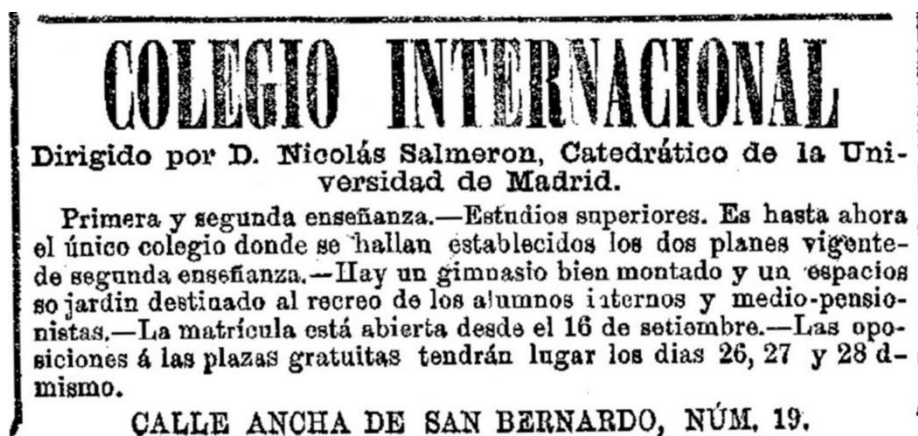 COLEGIO INTERNACIONAL
Dirigido por D. Nicolás Salmeron, Catedrático de la Uni-
versidad de Madrid.
Primera y segunda enseñanza.—Estudios superiores. Es hasta ahora
el único colegio donde se hallan establecidos los dos planes vigente-
de segunda enseñanza.—Hay un gimnasio bien montado y un espacios
so jardin destinado al recreo de los alumnos internos y medio-pensio-
nistas.—La matrícula está abierta desde el 16 de setiembre.—Las opo-
siciones á las plazas gratuitas tendrán lugar los dias 26, 27 y 28 d-
mismo.
CALLE ANCHA DE SAN BERNARDO, NÚM. 19.